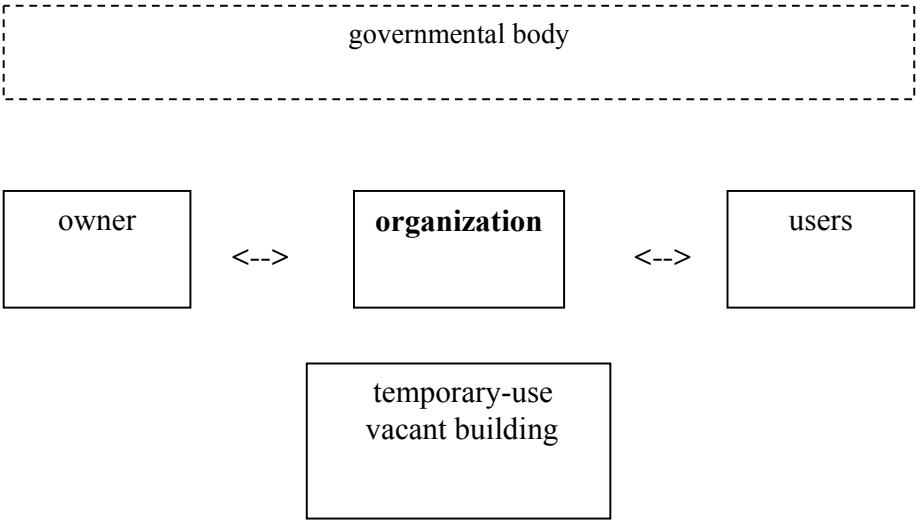 governmental body
owner
<-->
organization
<-->
users
temporary-use
vacant building